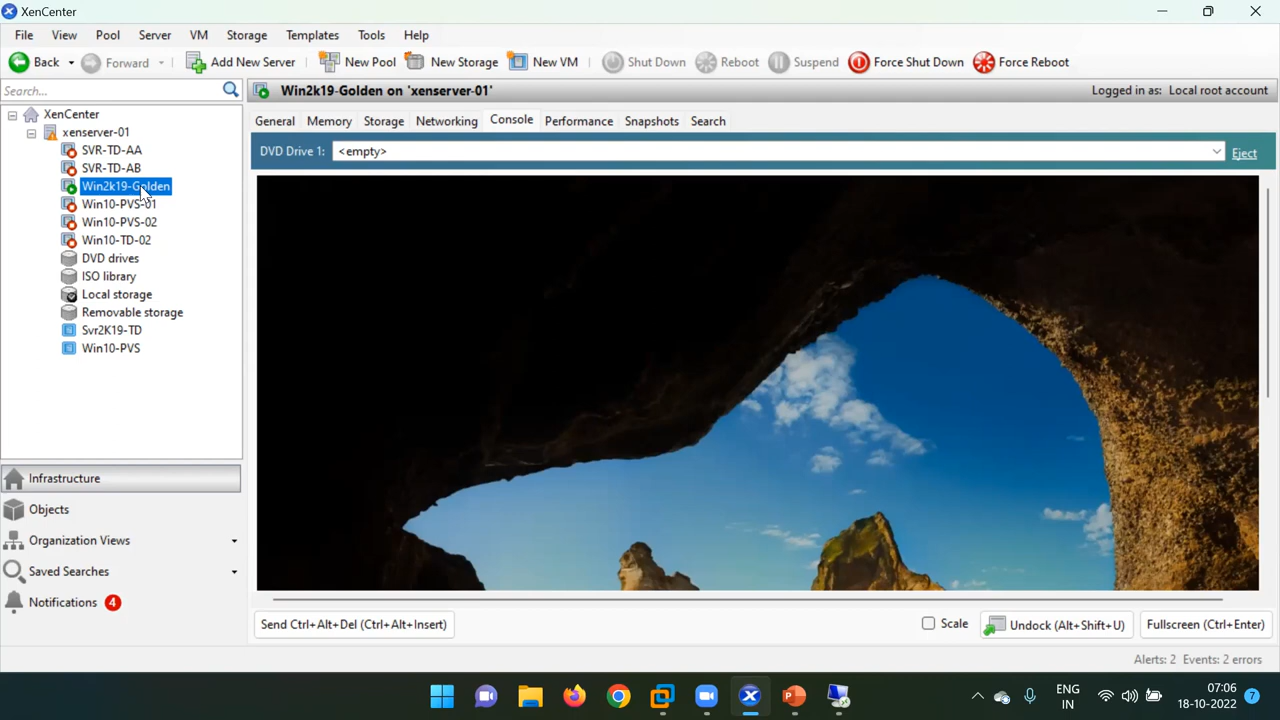 XenCenter
File View Pool Server VM Storage Templates Tools Help
Back Forward Add New Server New Pool New Storage New VM Shut Down Reboot Suspend Force Shut Down Force Reboot
Search...
Win2k19-Golden on 'xenserver-01'
Logged in as: Local root account
XenCenter
xenserver-01
SVR-TD-AA
SVR-TD-AB
Win2k19-Golden
Win10-PVS-01
Win10-PVS-02
Win10-TD-02
DVD drives
ISO library
Local storage
Removable storage
Svr2K19-TD
Win10-PVS
General Memory Storage Networking Console Performance Snapshots Search
DVD Drive 1: <empty> Eject
Infrastructure
Objects
Organization Views
Saved Searches
Notifications 4
Send Ctrl+Alt+Del (Ctrl+Alt+Insert)
Scale
Undock (Alt+Shift+U)
Fullscreen (Ctrl+Enter)
Alerts: 2 Events: 2 errors
ENG
IN
07:06
18-10-2022
7